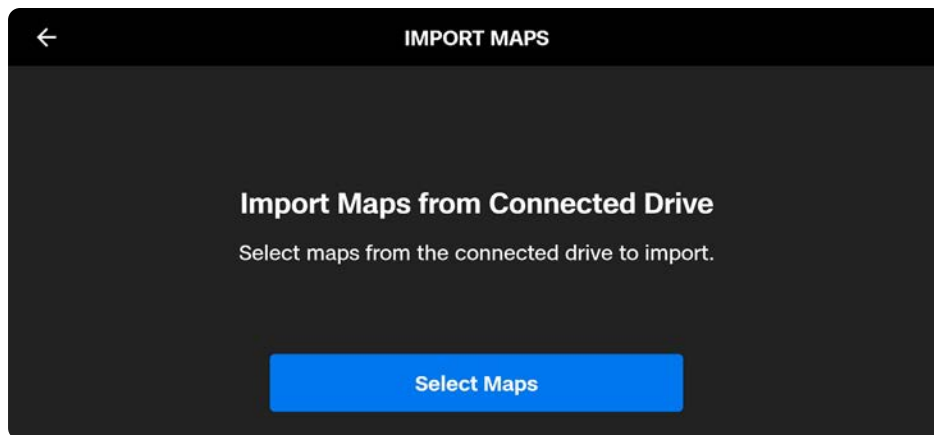 IMPORT MAPS
Import Maps from Connected Drive
Select maps from the connected drive to import.
Select Maps